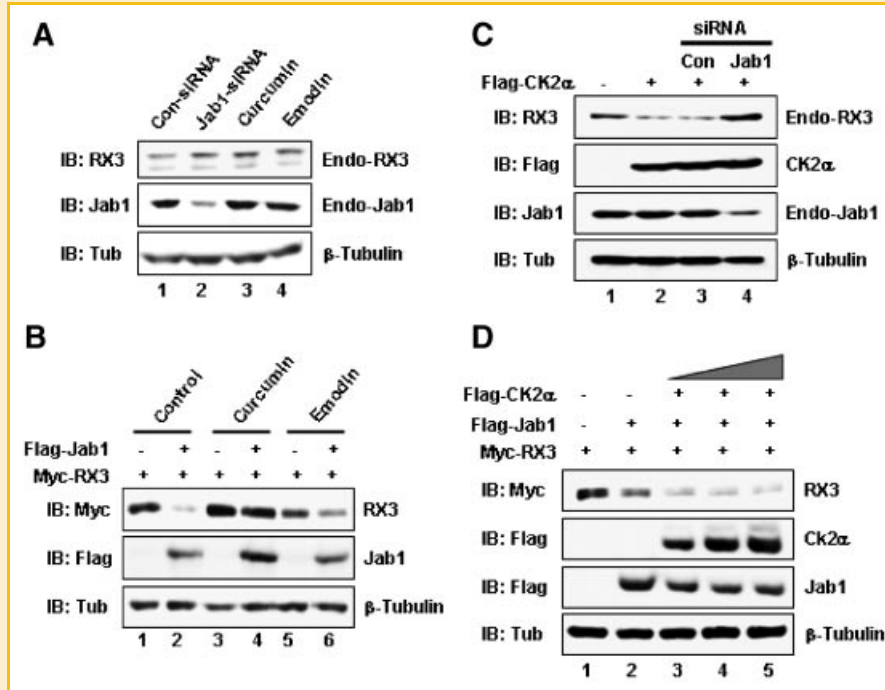 A
Con-siRNA Jab1-siRNA Curcumin Emodin
IB: RX3 Endo-RX3
IB: Jab1 Endo-Jab1
IB: Tub β-Tubulin
1 2 3 4
B
Control Curcumin Emodin
Flag-Jab1 - + - + - +
Myc-RX3 + + + + + +
IB: Myc RX3
IB: Flag Jab1
IB: Tub β-Tubulin
1 2 3 4 5 6
C
siRNA
Con Jab1
Flag-CK2α - + + +
IB: RX3 Endo-RX3
IB: Flag CK2α
IB: Jab1 Endo-Jab1
IB: Tub β-Tubulin
1 2 3 4
D
Flag-CK2α - - + + +
Flag-Jab1 - + + + +
Myc-RX3 + + + + +
IB: Myc RX3
IB: Flag Ck2α
IB: Flag Jab1
IB: Tub β-Tubulin
1 2 3 4 5